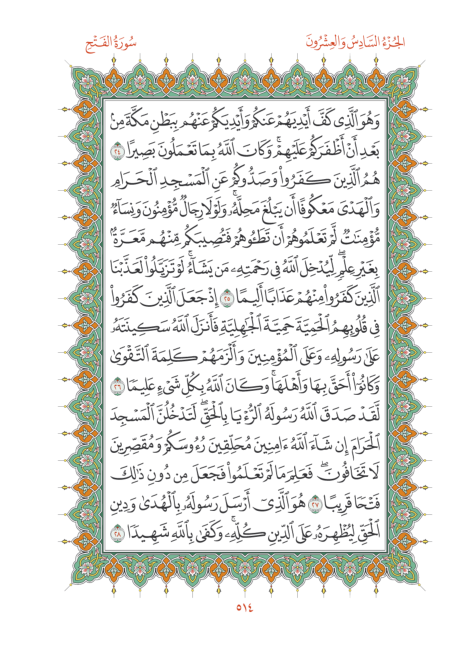 سُورَةُ الفَتْحِ
الجُزْءُ السَّادِسُ وَالعِشْرُونَ
وَهُوَ ٱلَّذِى كَفَّ أَيْدِيَهُمْ عَنكُمْ وَأَيْدِيَكُمْ عَنْهُم بِبَطْنِ مَكَّةَ مِنۢ
بَعْدِ أَنْ أَظْفَرَكُمْ عَلَيْهِمْ ۚ وَكَانَ ٱللَّهُ بِمَا تَعْمَلُونَ بَصِيرًا ٢٤
هُمُ ٱلَّذِينَ كَفَرُوا۟ وَصَدُّوكُمْ عَنِ ٱلْمَسْجِدِ ٱلْحَرَامِ
وَٱلْهَدْىَ مَعْكُوفًا أَن يَبْلُغَ مَحِلَّهُۥ ۚ وَلَوْلَا رِجَالٌ مُّؤْمِنُونَ وَنِسَآءٌ
مُّؤْمِنَٰتٌ لَّمْ تَعْلَمُوهُمْ أَن تَطَـُٔوهُمْ فَتُصِيبَكُم مِّنْهُم مَّعَرَّةٌۢ
بِغَيْرِ عِلْمٍ ۖ لِّيُدْخِلَ ٱللَّهُ فِى رَحْمَتِهِۦ مَن يَشَآءُ ۚ لَوْ تَزَيَّلُوا۟ لَعَذَّبْنَا
ٱلَّذِينَ كَفَرُوا۟ مِنْهُمْ عَذَابًا أَلِيمًا ٢٥ إِذْ جَعَلَ ٱلَّذِينَ كَفَرُوا۟
فِى قُلُوبِهِمُ ٱلْحَمِيَّةَ حَمِيَّةَ ٱلْجَٰهِلِيَّةِ فَأَنزَلَ ٱللَّهُ سَكِينَتَهُۥ
عَلَىٰ رَسُولِهِۦ وَعَلَى ٱلْمُؤْمِنِينَ وَأَلْزَمَهُمْ كَلِمَةَ ٱلتَّقْوَىٰ
وَكَانُوٓا۟ أَحَقَّ بِهَا وَأَهْلَهَا ۚ وَكَانَ ٱللَّهُ بِكُلِّ شَىْءٍ عَلِيمًا ٢٦
لَّقَدْ صَدَقَ ٱللَّهُ رَسُولَهُ ٱلرُّءْيَا بِٱلْحَقِّ ۖ لَتَدْخُلُنَّ ٱلْمَسْجِدَ
ٱلْحَرَامَ إِن شَآءَ ٱللَّهُ ءَامِنِينَ مُحَلِّقِينَ رُءُوسَكُمْ وَمُقَصِّرِينَ
لَا تَخَافُونَ ۖ فَعَلِمَ مَا لَمْ تَعْلَمُوا۟ فَجَعَلَ مِن دُونِ ذَٰلِكَ
فَتْحًا قَرِيبًا ٢٧ هُوَ ٱلَّذِىٓ أَرْسَلَ رَسُولَهُۥ بِٱلْهُدَىٰ وَدِينِ
ٱلْحَقِّ لِيُظْهِرَهُۥ عَلَى ٱلدِّينِ كُلِّهِۦ ۚ وَكَفَىٰ بِٱللَّهِ شَهِيدًا ٢٨
٥١٤